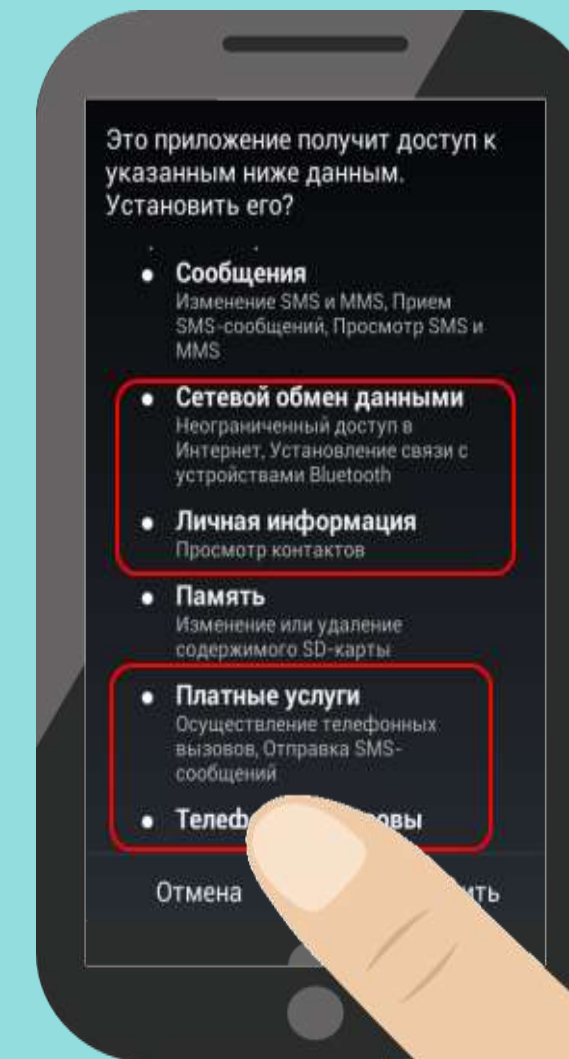 Это приложение получит доступ к
указанным ниже данным.
Установить его?
• Сообщения
Изменение SMS и MMS, Прием
SMS-сообщений, Просмотр SMS и
MMS
• Сетевой обмен данными
Неограниченный доступ в
Интернет, Установление связи с
устройствами Bluetooth
• Личная информация
Просмотр контактов
• Память
Изменение или удаление
содержимого SD-карты
• Платные услуги
Осуществление телефонных
вызовов, Отправка SMS-
сообщений
•
Отмена